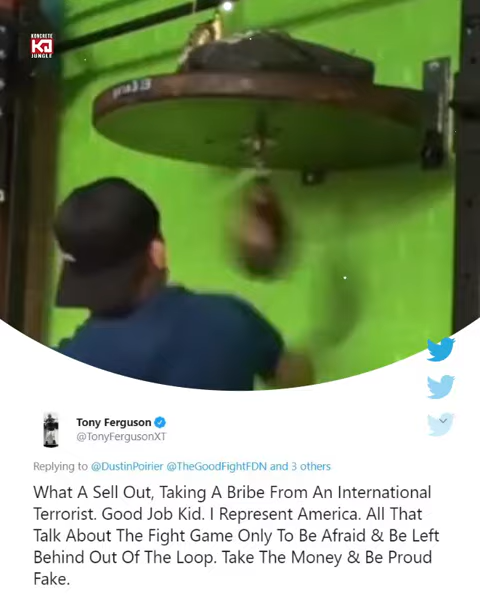 KONCRETE
KJ
JUNGLE
Tony Ferguson
@TonyFergusonXT
Replying to @DustinPoirier @TheGoodFightFDN and 3 others
What A Sell Out, Taking A Bribe From An International
Terrorist. Good Job Kid. I Represent America. All That
Talk About The Fight Game Only To Be Afraid & Be Left
Behind Out Of The Loop. Take The Money & Be Proud
Fake.